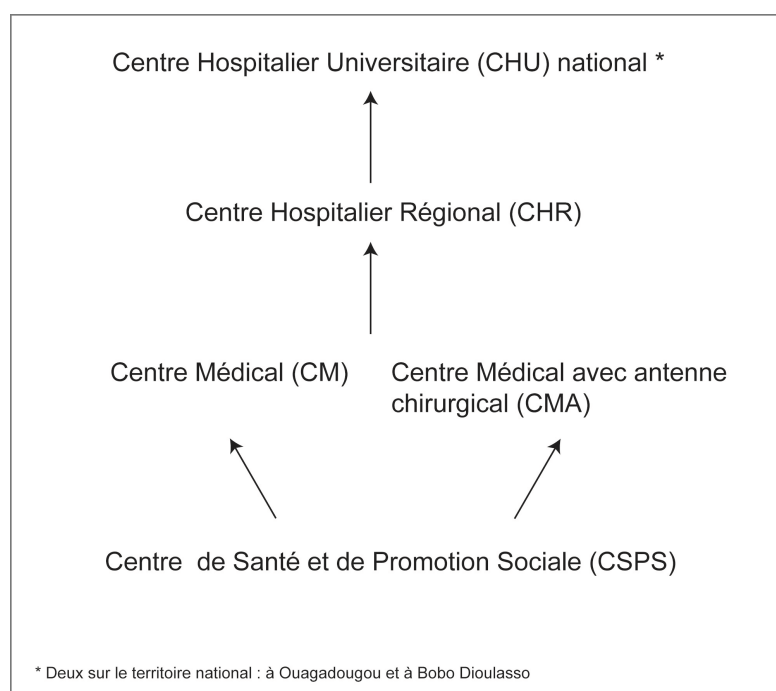 Centre Hospitalier Universitaire (CHU) national *
Centre Hospitalier Régional (CHR)
Centre Médical (CM)
Centre Médical avec antenne
chirurgical (CMA)
Centre de Santé et de Promotion Sociale (CSPS)
* Deux sur le territoire national : à Ouagadougou et à Bobo Dioulasso